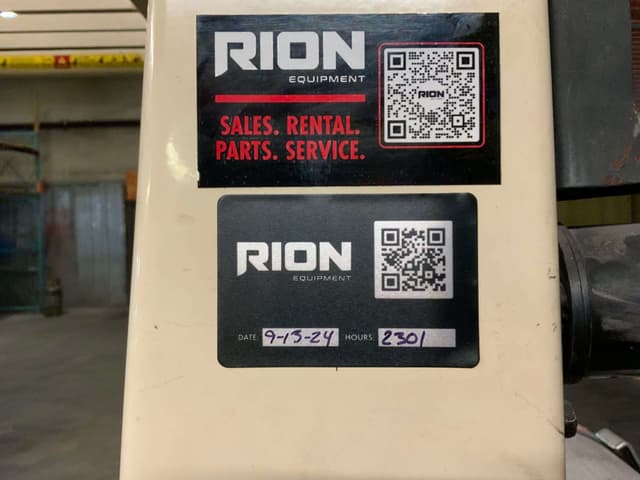 RION
EQUIPMENT
SALES. RENTAL.
PARTS. SERVICE.
RION
RION
EQUIPMENT
DATE: 9-13-24 HOURS: 2301